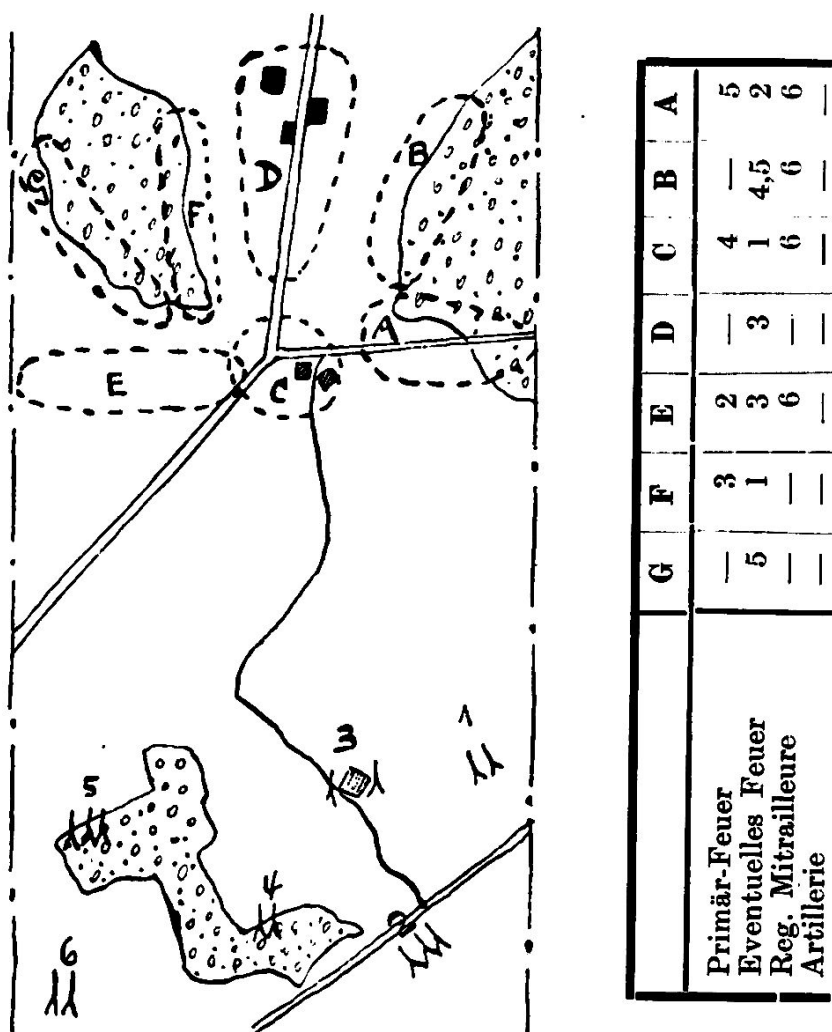 G
F
D
B
A
E
C
1
3
5
4
6
G F E D C B A
Primär-Feuer — 3 2 — 4 — 5
Eventuelles Feuer 5 1 3 3 1 4,5 2
Reg. Mitrailleure — — 6 — 6 6 6
Artillerie — — — — — — —